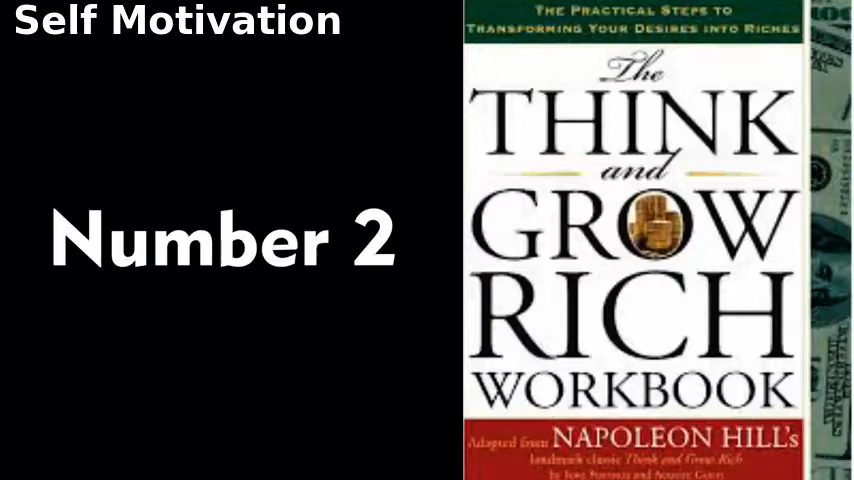 Self Motivation
Number 2
THE PRACTICAL STEPS TO
TRANSFORMING YOUR DESIRES INTO RICHES
The
THINK
and
GROW
RICH
WORKBOOK
Adapted from NAPOLEON HILL's
landmark classic Think and Grow Rich
by